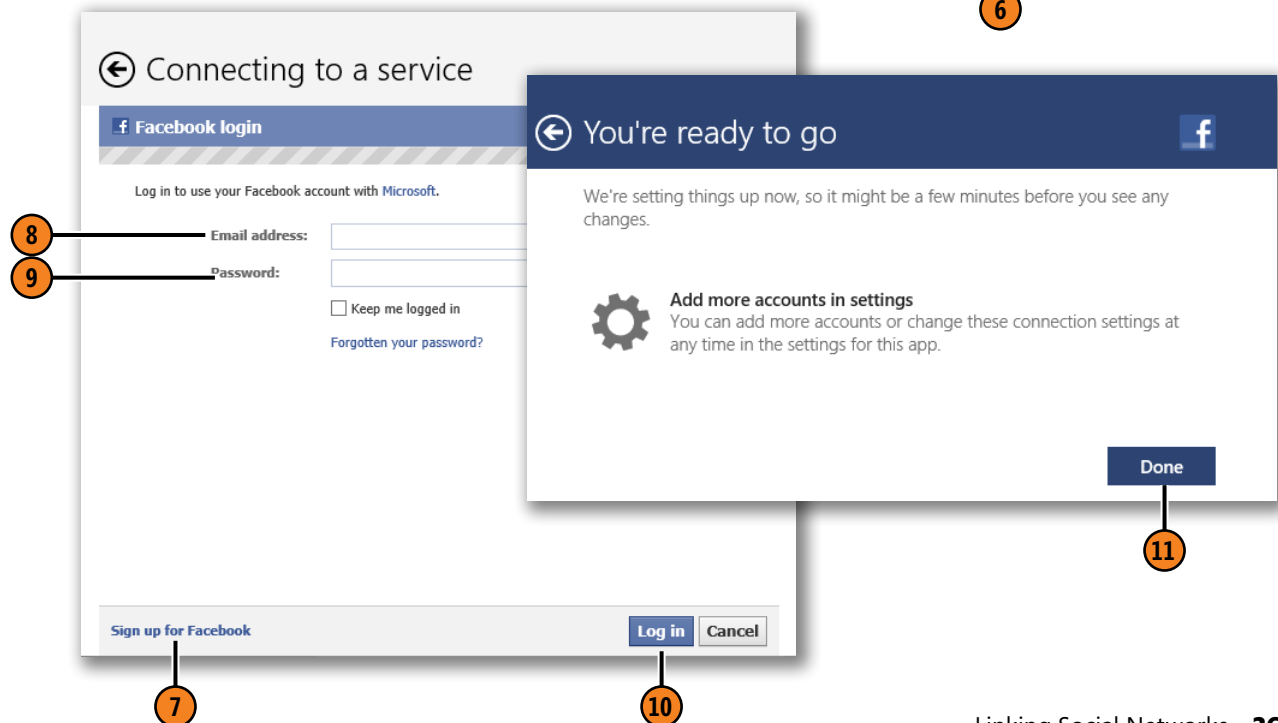 6
Connecting to a service
f Facebook login
Log in to use your Facebook account with Microsoft.
8
Email address:
9
Password:
Keep me logged in
Forgotten your password?
Sign up for Facebook
Log in
Cancel
7
10
You're ready to go
f
We're setting things up now, so it might be a few minutes before you see any
changes.
Add more accounts in settings
You can add more accounts or change these connection settings at
any time in the settings for this app.
Done
11
Linking Social Networks